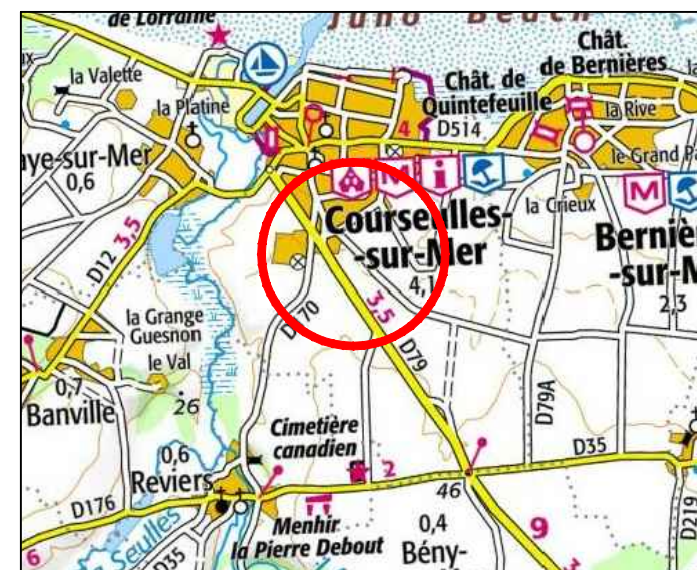 de Lorraine
Juno Beach
la Valette
la Platine
Chât. de
Quintefeuille
Chât.
de Bernières
la Rive
D514
4
aye-sur-Mer
0,6
le Grand
M
i
M
Courseulles-
-sur-Mer
4,1
la Crieux
Berniè
-sur-M
2,3
D12
3,5
D170
3,5
D79
D79A
la Grange
Guesnon
le Val
0,7
Banville
26
Cimetière
canadien
0,6
Reviers
2
D35
D176
46
Menhir
la Pierre Debout
0,4
Bény-
9
D219
6
Seulles
D35